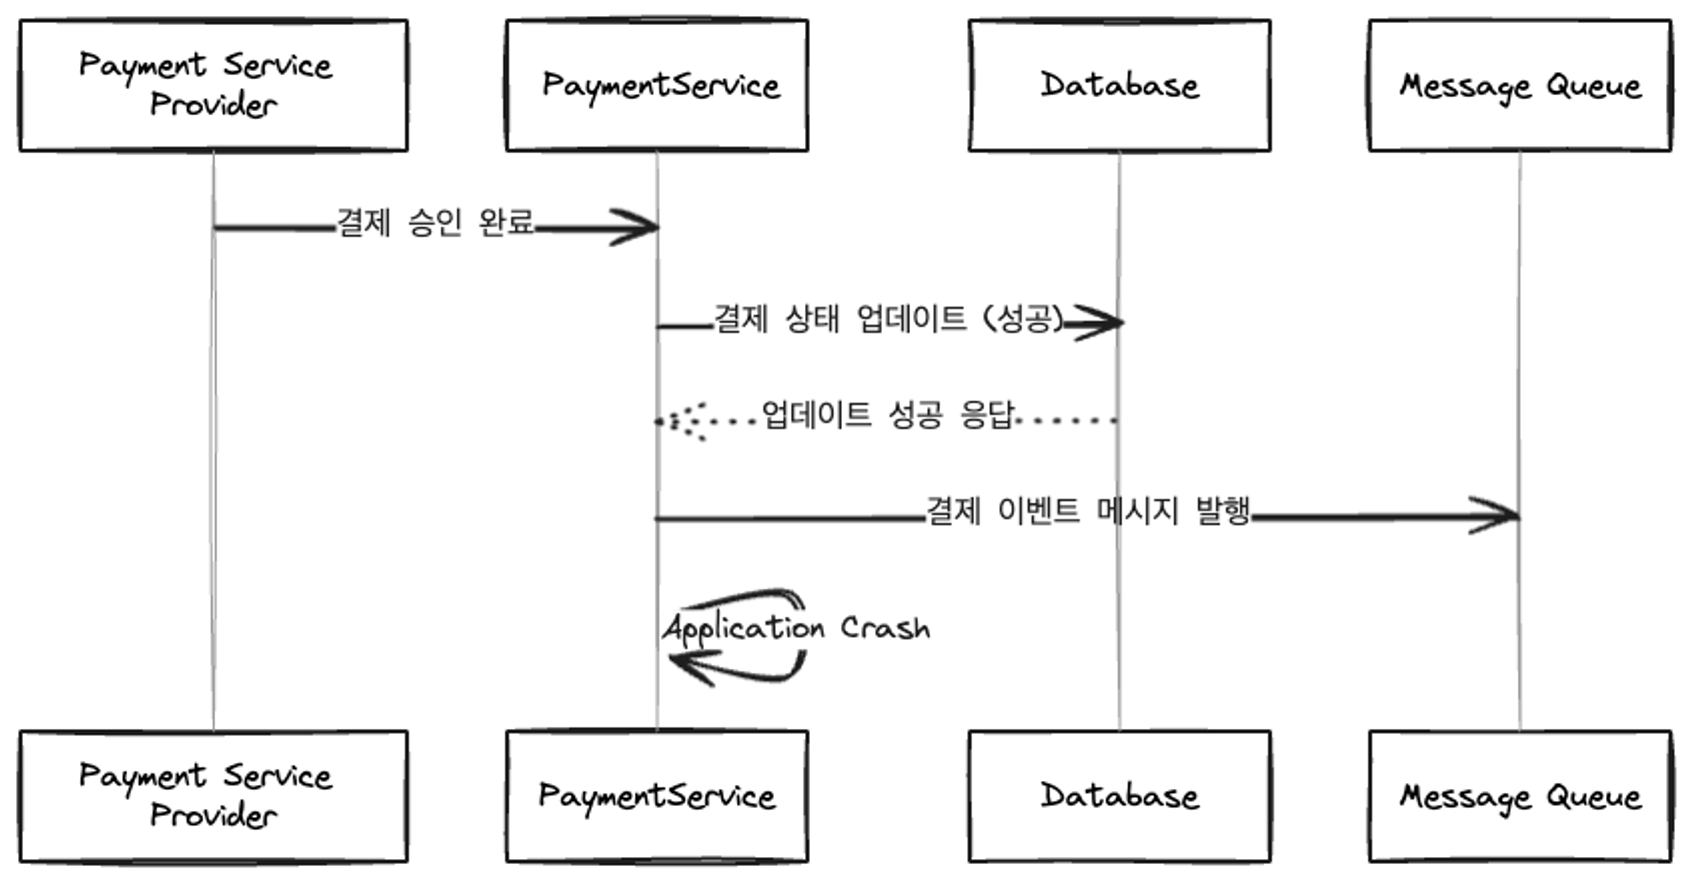 Payment Service
Provider
PaymentService
Database
Message Queue
결제 승인 완료
결제 상태 업데이트 (성공)
업데이트 성공 응답
결제 이벤트 메시지 발행
Application Crash
Payment Service
Provider
PaymentService
Database
Message Queue